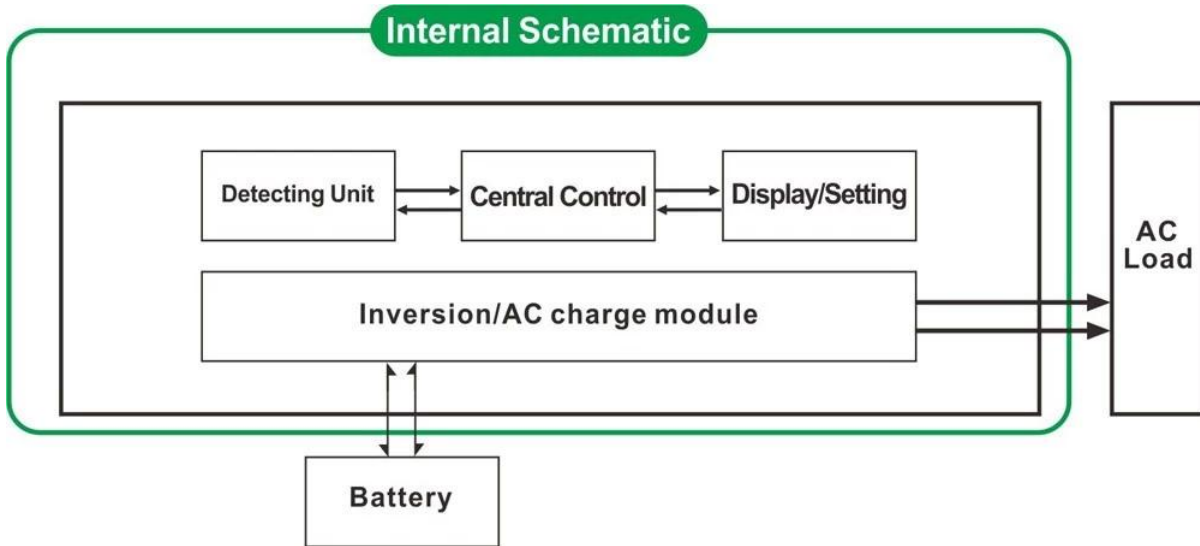 Internal Schematic
Detecting Unit
Central Control
Display/Setting
AC
Load
Inversion/AC charge module
Battery